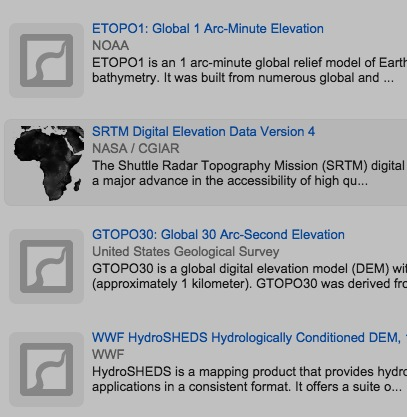 ETOPO1: Global 1 Arc-Minute Elevation
NOAA
ETOPO1 is a 1 arc-minute global relief model of Earth
bathymetry. It was built from numerous global and ...
SRTM Digital Elevation Data Version 4
NASA / CGIAR
The Shuttle Radar Topography Mission (SRTM) digital
a major advance in the accessibility of high qu...
GTOPO30: Global 30 Arc-Second Elevation
United States Geological Survey
GTOPO30 is a global digital elevation model (DEM) wit
(approximately 1 kilometer). GTOPO30 was derived fro
WWF HydroSHEDS Hydrologically Conditioned DEM,
WWF
HydroSHEDS is a mapping product that provides hydro
applications in a consistent format. It offers a suite o...